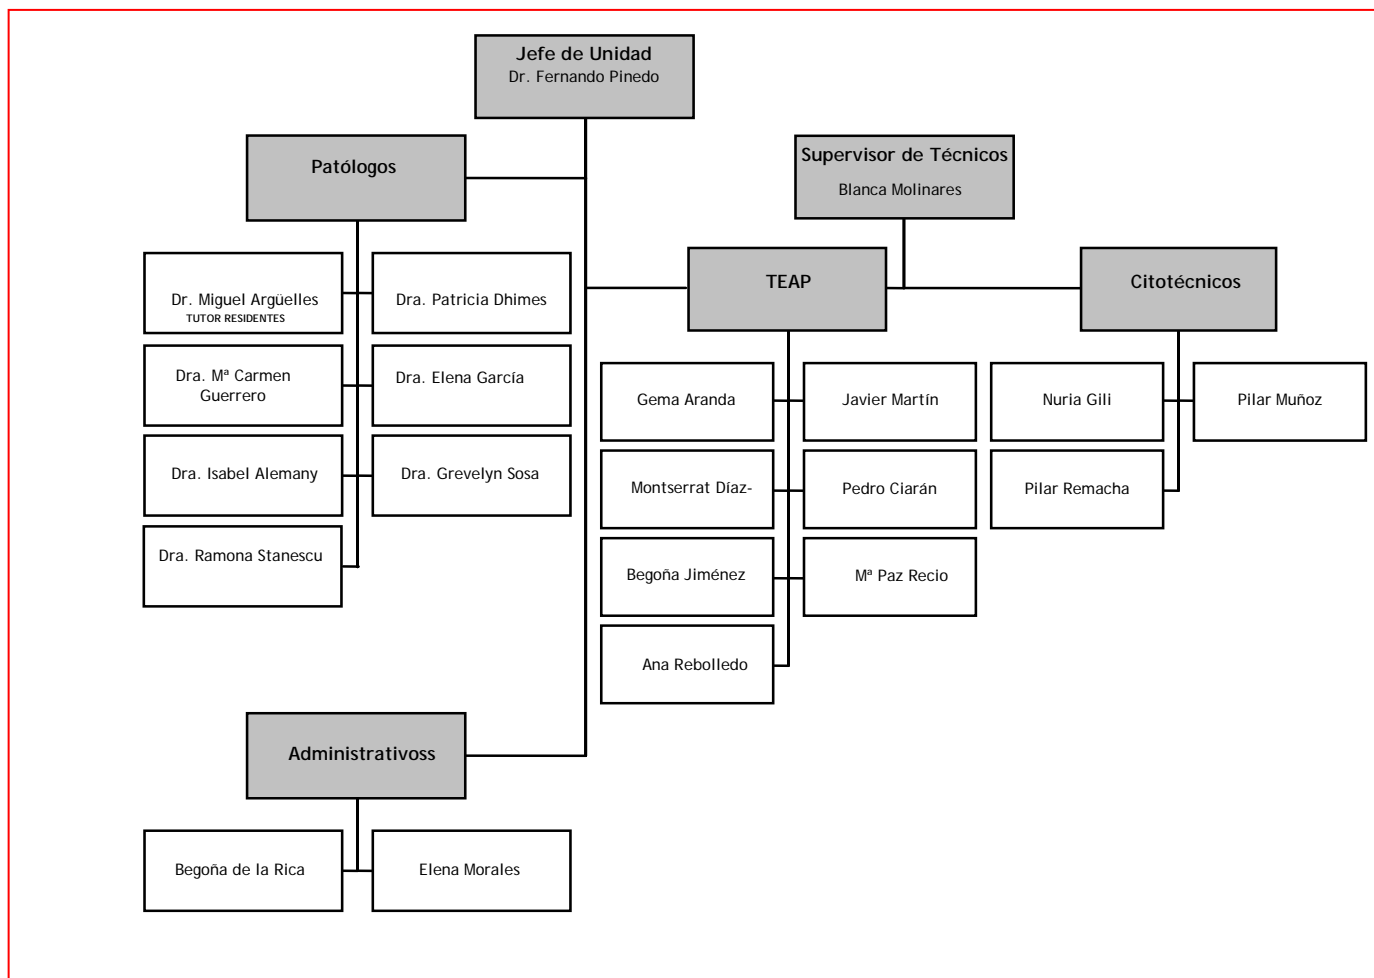 Jefe de Unidad
Dr. Fernando Pinedo
Patólogos
Supervisor de Técnicos
Blanca Molinares
TEAP
Citotécnicos
Dr. Miguel Argüelles
TUTOR RESIDENTES
Dra. Patricia Dhimes
Dra. Mª Carmen
Guerrero
Dra. Elena García
Gema Aranda
Javier Martín
Nuria Gili
Pilar Muñoz
Dra. Isabel Alemany
Dra. Grevelyn Sosa
Montserrat Díaz-
Pedro Ciarán
Pilar Remacha
Dra. Ramona Stanescu
Begoña Jiménez
Mª Paz Recio
Ana Rebolledo
Administrativoss
Begoña de la Rica
Elena Morales